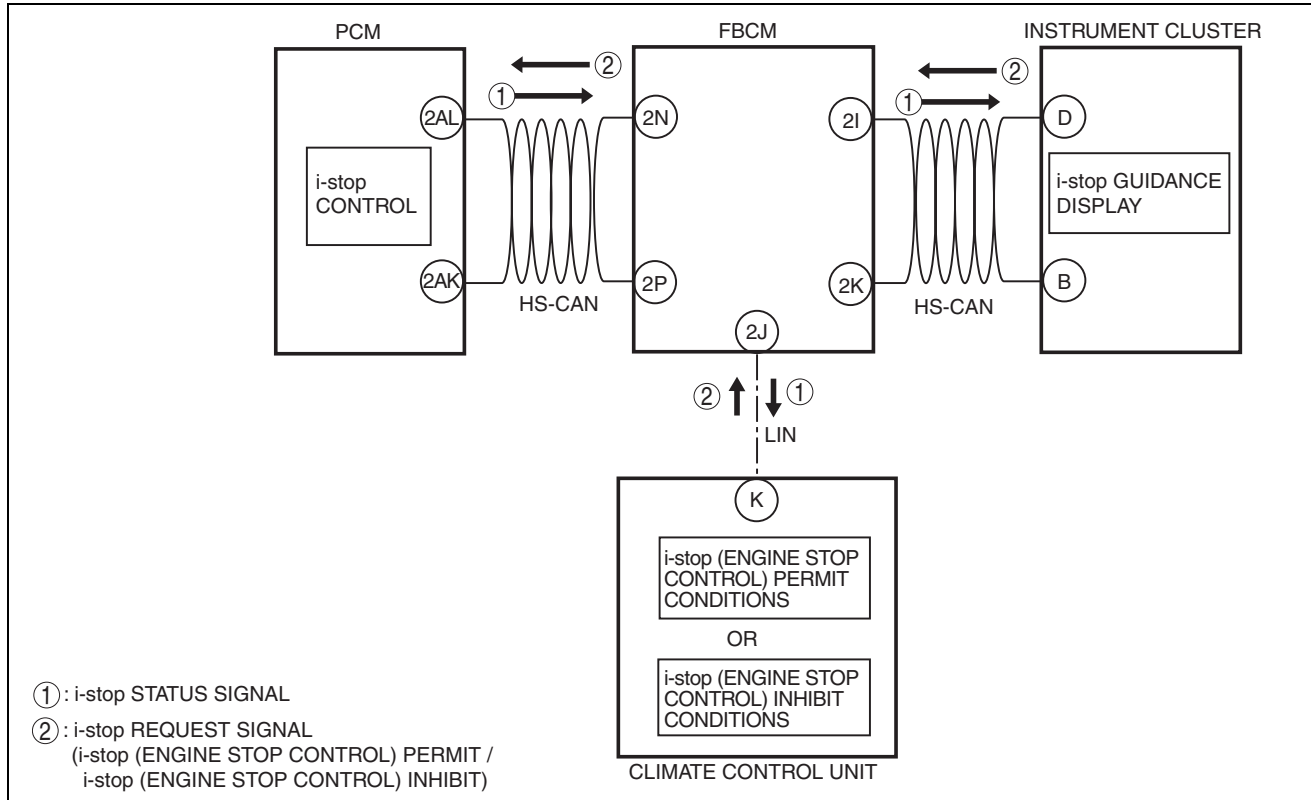 PCM
FBCM
INSTRUMENT CLUSTER
②
②
①
①
2AL
2N
2I
D
i-stop
CONTROL
i-stop GUIDANCE
DISPLAY
2AK
2P
2K
B
HS-CAN
HS-CAN
2J
②
①
LIN
K
i-stop (ENGINE STOP
CONTROL) PERMIT
CONDITIONS
OR
i-stop (ENGINE STOP
CONTROL) INHIBIT
CONDITIONS
CLIMATE CONTROL UNIT
① : i-stop STATUS SIGNAL
② : i-stop REQUEST SIGNAL
(i-stop (ENGINE STOP CONTROL) PERMIT /
i-stop (ENGINE STOP CONTROL) INHIBIT)